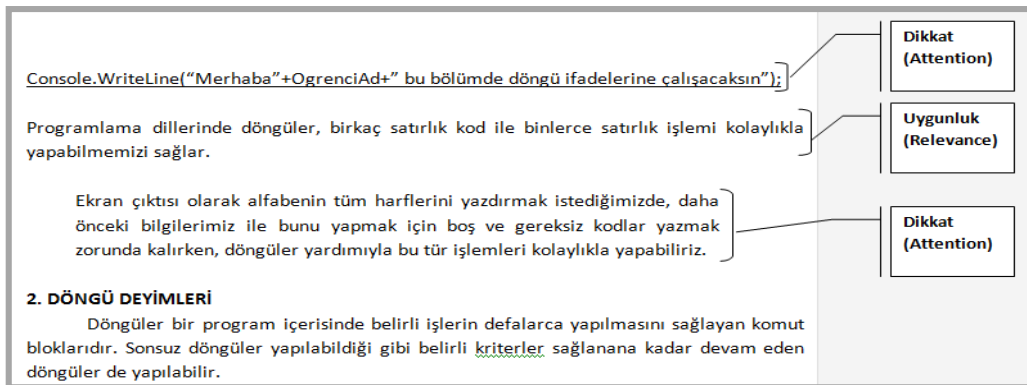 Dikkat
(Attention)
Console.WriteLine(“Merhaba”+OgrenciAd+” bu bölümde döngü ifadelerine çalışacaksın”);
Uygunluk
(Relevance)
Programlama dillerinde döngüler, birkaç satırlık kod ile binlerce satırlık işlemi kolaylıkla
yapabilmemizi sağlar.
Ekran çıktısı olarak alfabenin tüm harflerini yazdırmak istediğimizde, daha
önceki bilgilerimiz ile bunu yapmak için boş ve gereksiz kodlar yazmak
zorunda kalırken, döngüler yardımıyla bu tür işlemleri kolaylıkla yapabiliriz.
Dikkat
(Attention)
2. DÖNGÜ DEYİMLERİ
Döngüler bir program içerisinde belirli işlerin defalarca yapılmasını sağlayan komut
bloklarıdır. Sonsuz döngüler yapılabildiği gibi belirli kriterler sağlanana kadar devam eden
döngüler de yapılabilir.